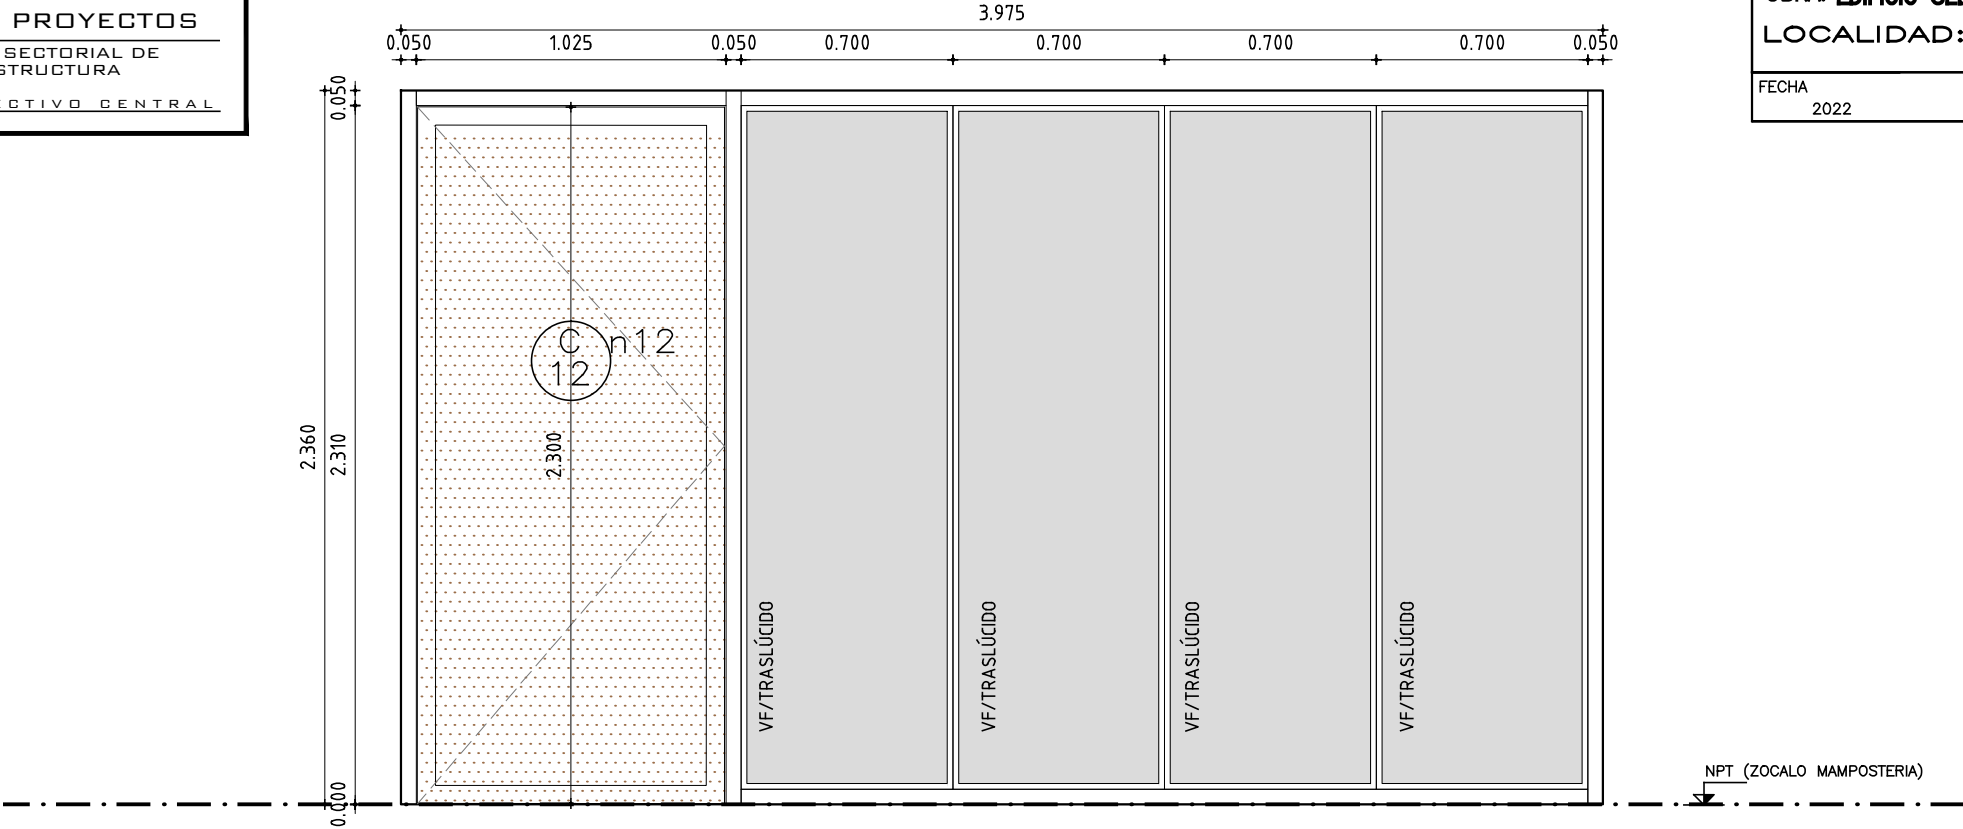 PROYECTOS
SECTORIAL DE
STRUCTURA
ECTIVO CENTRAL
LOCALIDAD:
FECHA
2022
3.975
0.050 1.025 0.050 0.700 0.700 0.700 0.700 0.050
0.050
2.360
2.310
0.000
C n12
12
2.300
VF/TRASLÚCIDO
VF/TRASLÚCIDO
VF/TRASLÚCIDO
VF/TRASLÚCIDO
NPT (ZOCALO MAMPOSTERIA)